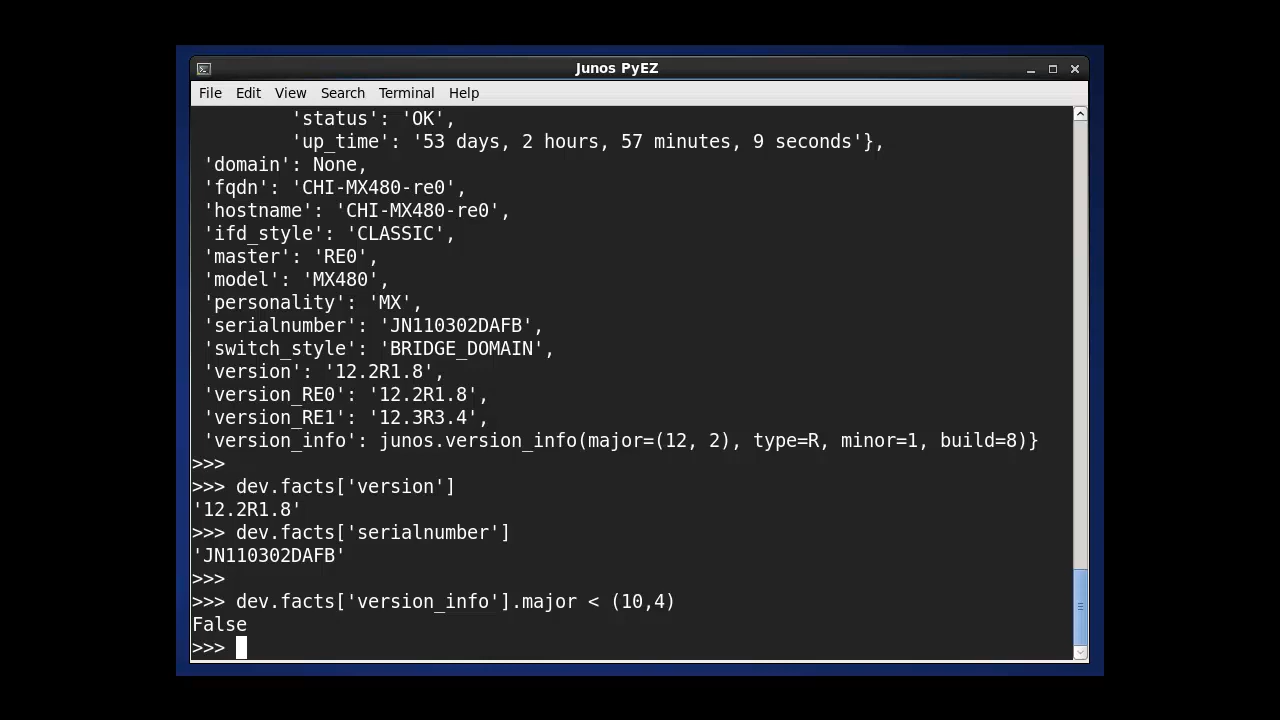 Junos PyEZ
File Edit View Search Terminal Help
'status': 'OK',
'up_time': '53 days, 2 hours, 57 minutes, 9 seconds'},
'domain': None,
'fqdn': 'CHI-MX480-re0',
'hostname': 'CHI-MX480-re0',
'ifd_style': 'CLASSIC',
'master': 'RE0',
'model': 'MX480',
'personality': 'MX',
'serialnumber': 'JN110302DAFB',
'switch_style': 'BRIDGE_DOMAIN',
'version': '12.2R1.8',
'version_RE0': '12.2R1.8',
'version_RE1': '12.3R3.4',
'version_info': junos.version_info(major=(12, 2), type=R, minor=1, build=8)}
>>>
>>> dev.facts['version']
'12.2R1.8'
>>> dev.facts['serialnumber']
'JN110302DAFB'
>>>
>>> dev.facts['version_info'].major < (10,4)
False
>>>